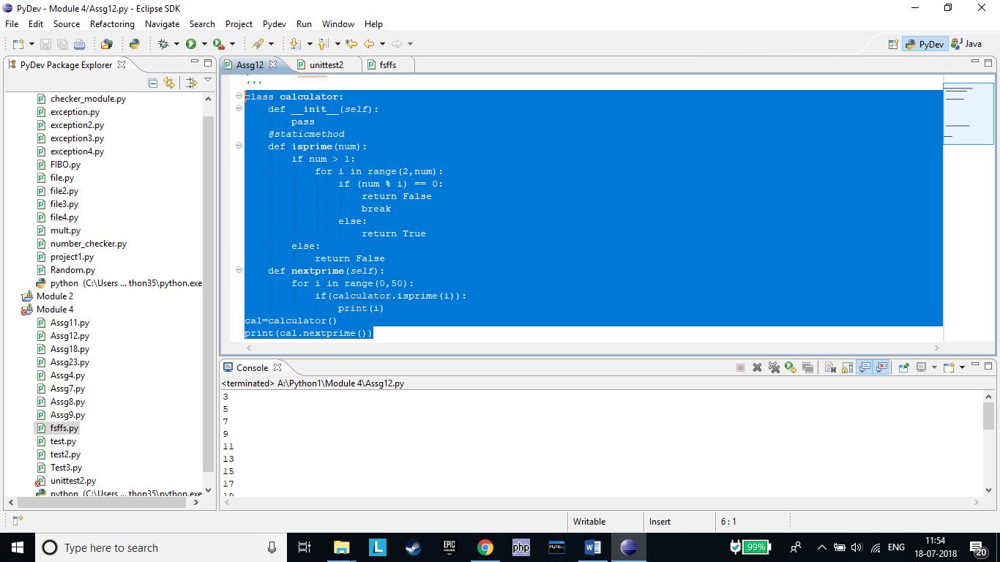 PyDev - Module 4/Assg12.py - Eclipse SDK
File Edit Source Refactoring Navigate Search Project Pydev Run Window Help
PyDev Java
PyDev Package Explorer
checker_module.py
exception.py
exception2.py
exception3.py
exception4.py
FIBO.py
file.py
file2.py
file3.py
file4.py
mult.py
number_checker.py
project1.py
Random.py
python (C:\Users ... thon35\python.exe
Module 2
Module 4
Assg11.py
Assg12.py
Assg18.py
Assg23.py
Assg4.py
Assg7.py
Assg8.py
Assg9.py
fsffs.py
test.py
test2.py
Test3.py
unittest2.py
python (C:\Users ... thon35\python.exe
Assg12 unittest2 fsffs
'''
class calculator:
    def __init__(self):
        pass
    @staticmethod
    def isprime(num):
        if num > 1:
            for i in range(2,num):
                if (num % i) == 0:
                    return False
                    break
                else:
                    return True
        else:
            return False
    def nextprime(self):
        for i in range(0,50):
            if(calculator.isprime(i)):
                print(i)
cal=calculator()
print(cal.nextprime())
Console
<terminated> A:\Python1\Module 4\Assg12.py
3
5
7
9
11
13
15
17
19
Writable Insert 6 : 1
Type here to search
L
EPIC GAMES
php
MySQL
W
99%
ENG
11:54
18-07-2018
20